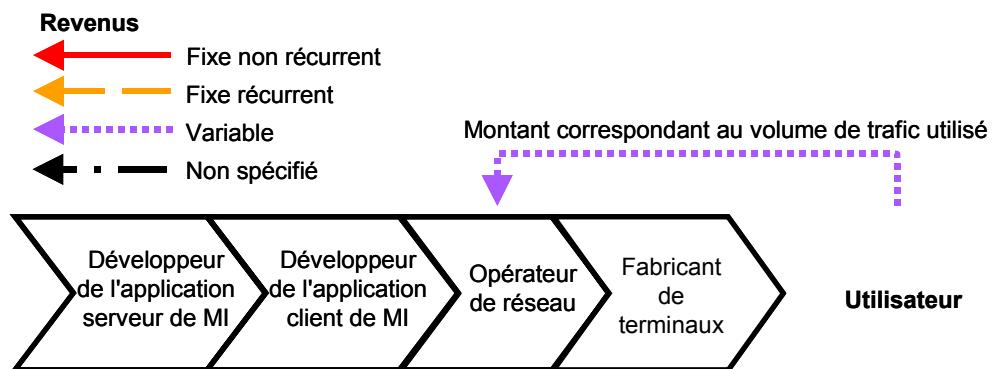 Revenus
Fixe non récurrent
Fixe récurrent
Variable
Non spécifié
Montant correspondant au volume de trafic utilisé
Développeur
de l'application
serveur de MI
Développeur
de l'application
client de MI
Opérateur
de réseau
Fabricant
de
terminaux
Utilisateur